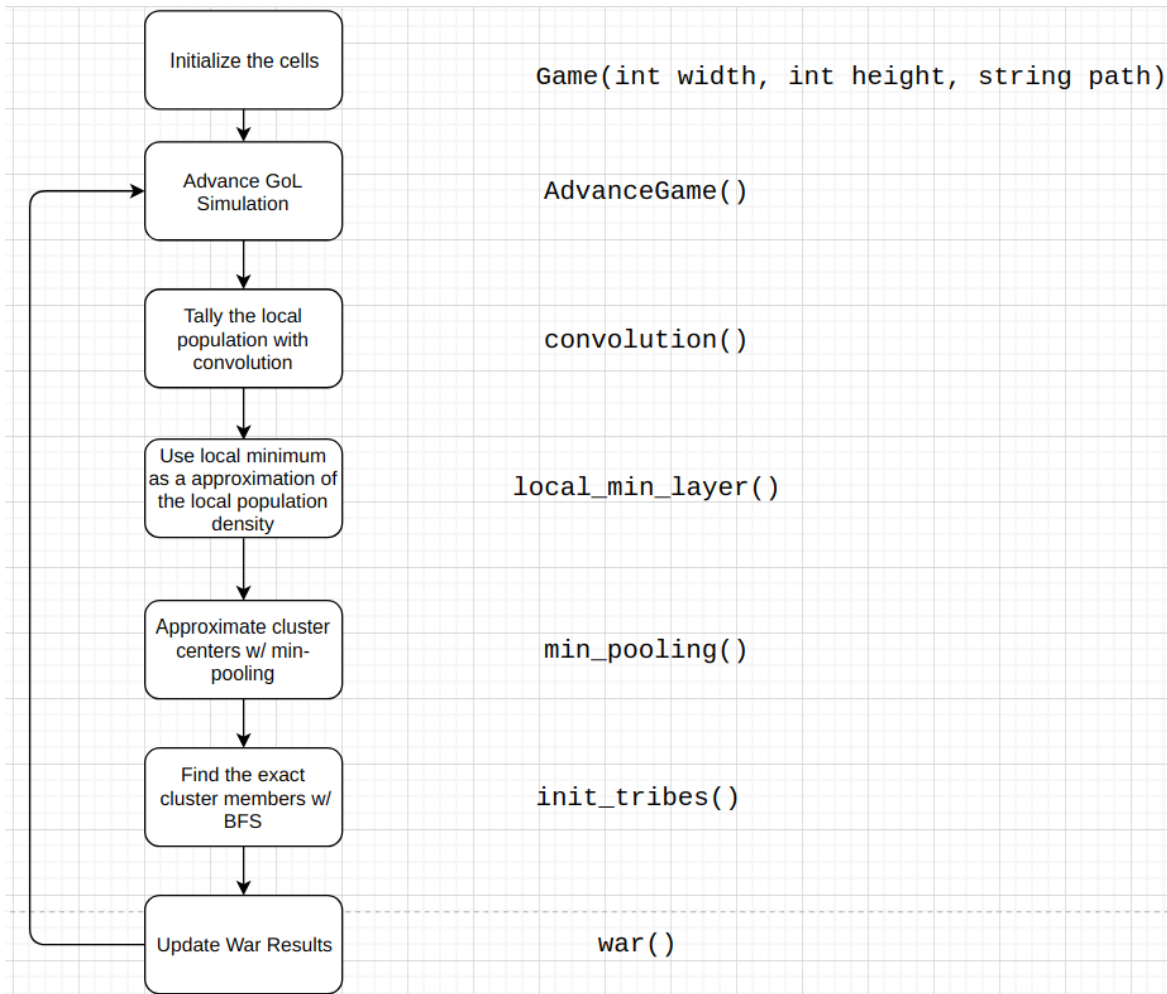 Initialize the cells
Game(int width, int height, string path)
Advance GoL
Simulation
AdvanceGame()
Tally the local
population with
convolution
convolution()
Use local minimum
as a approximation of
the local population
density
local_min_layer()
Approximate cluster
centers w/ min-
pooling
min_pooling()
Find the exact
cluster members w/
BFS
init_tribes()
Update War Results
war()